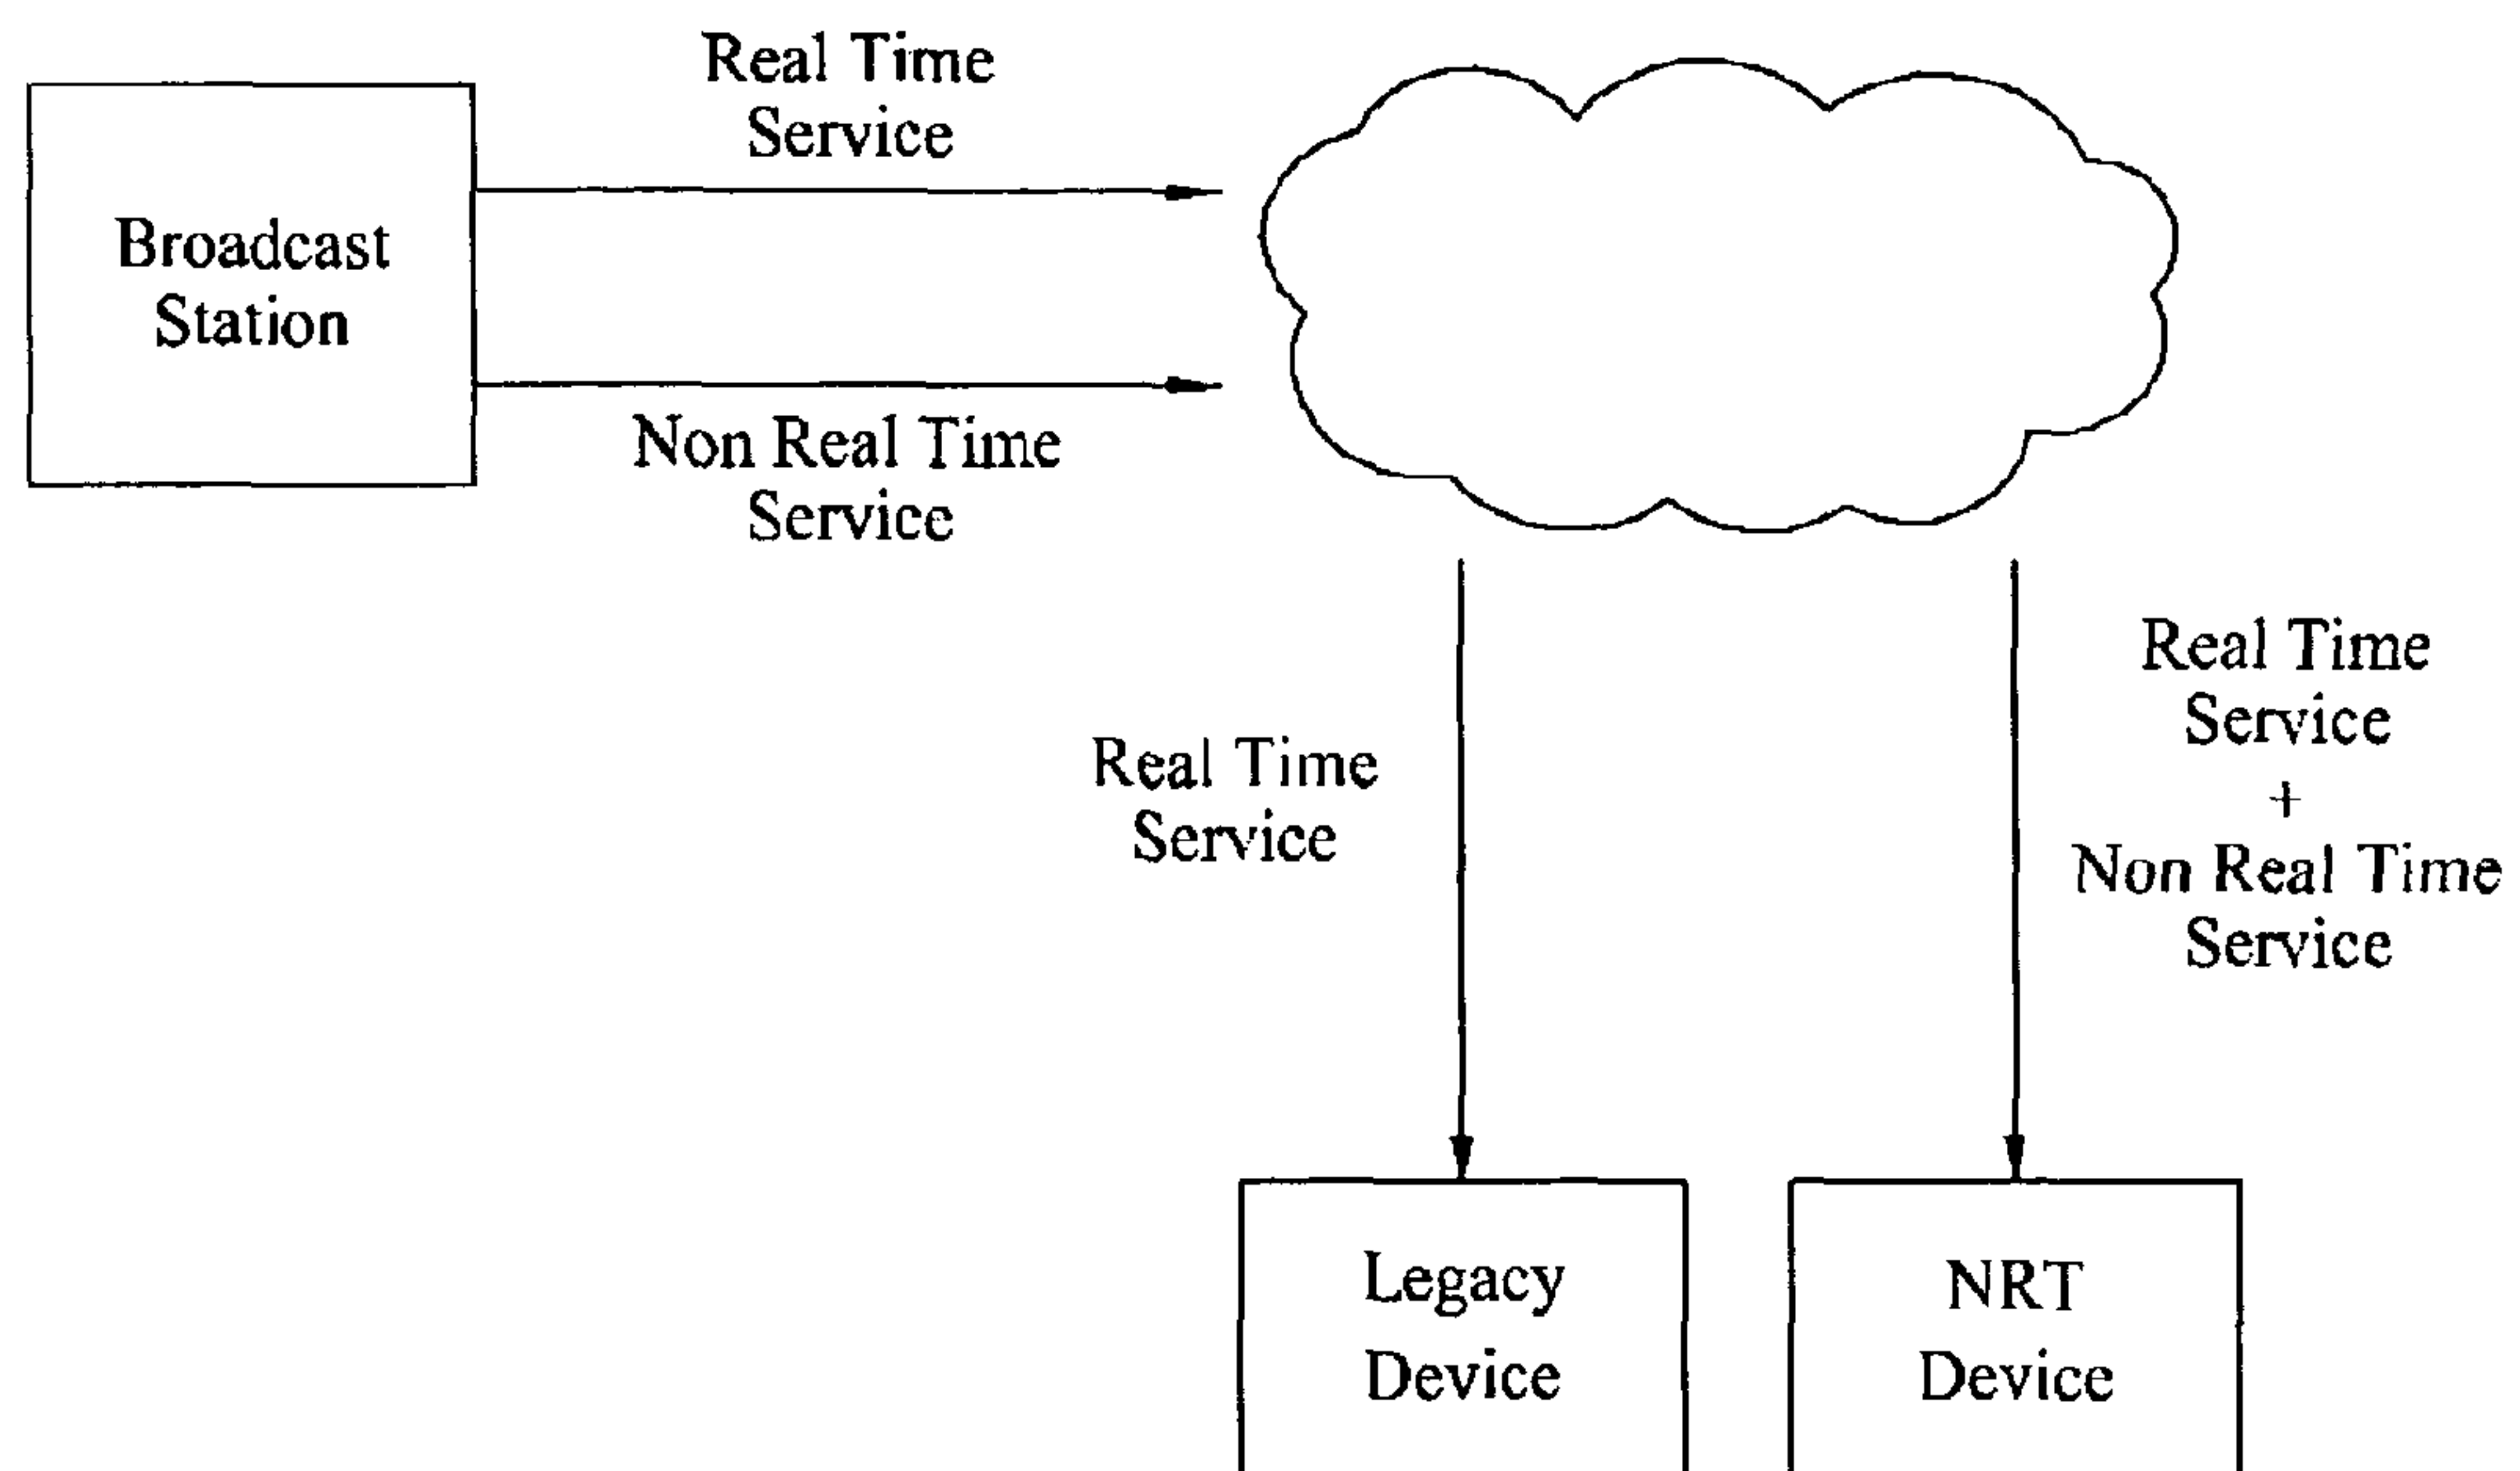 Real Time
Service
Broadcast
Station
Non Real Time
Service
Real Time
Service
Real Time
Service
+
Non Real Time
Service
Legacy
Device
NRT
Device